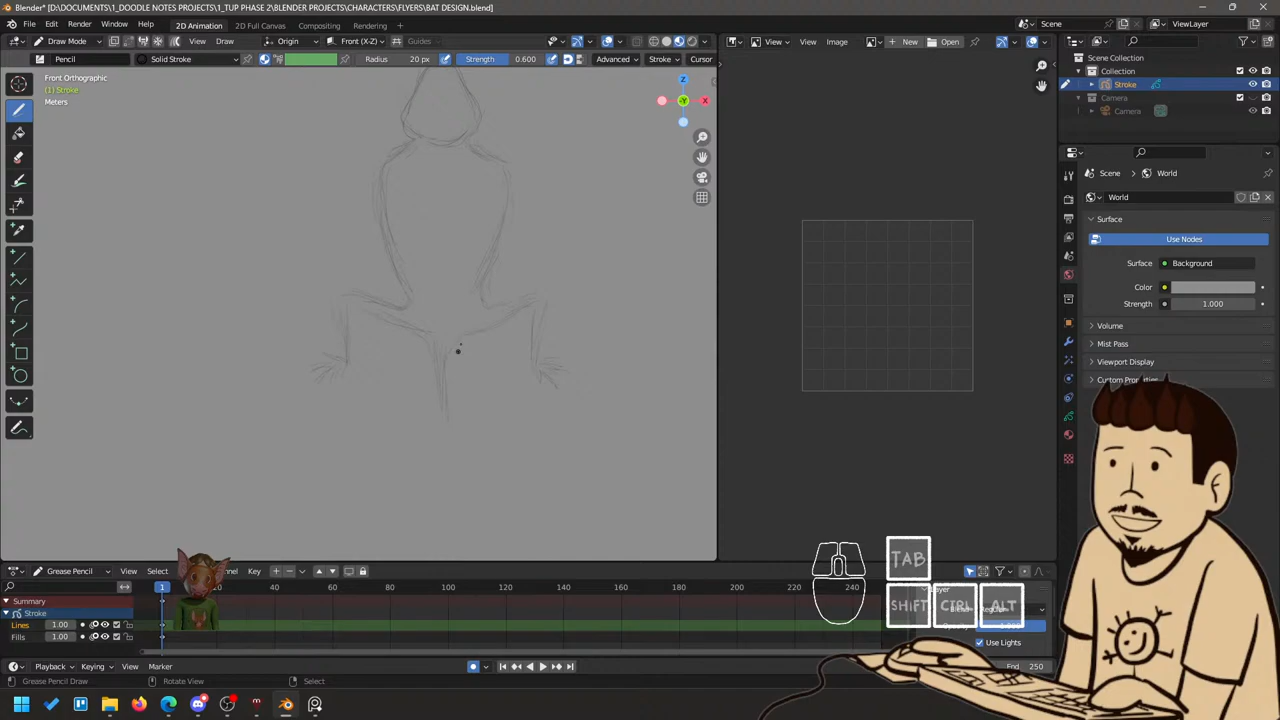 Blender* [D:\DOCUMENTS\1_DOODLE NOTES PROJECTS\1_TUP PHASE 2\BLENDER PROJECTS\CHARACTERS\FLYERS\BAT DESIGN.blend]
File Edit Render Window Help 2D Animation 2D Full Canvas Compositing Rendering Scene ViewLayer
Draw Mode View Draw Origin Front (X-Z) Guides View Image New Open
Pencil Solid Stroke Radius 20 px Strength 0.600 Advanced Stroke Cursor
Scene Collection
Collection
Stroke
Camera
Camera
Front Orthographic
(1) Stroke
Meters
Z
-Y
X
Scene World
World
Surface
Use Nodes
Surface Background
Color
Strength 1.000
Volume
Mist Pass
Viewport Display
Custom Properties
TAB
SHIFT CTRL ALT
Grease Pencil View Select Key
1 40 60 80 100 120 140 160 180 200 220 240
Summary
Stroke
Lines 1.00
Fills 1.00
Use Lights
Playback Keying View Marker End 250
Grease Pencil Draw Rotate View Select